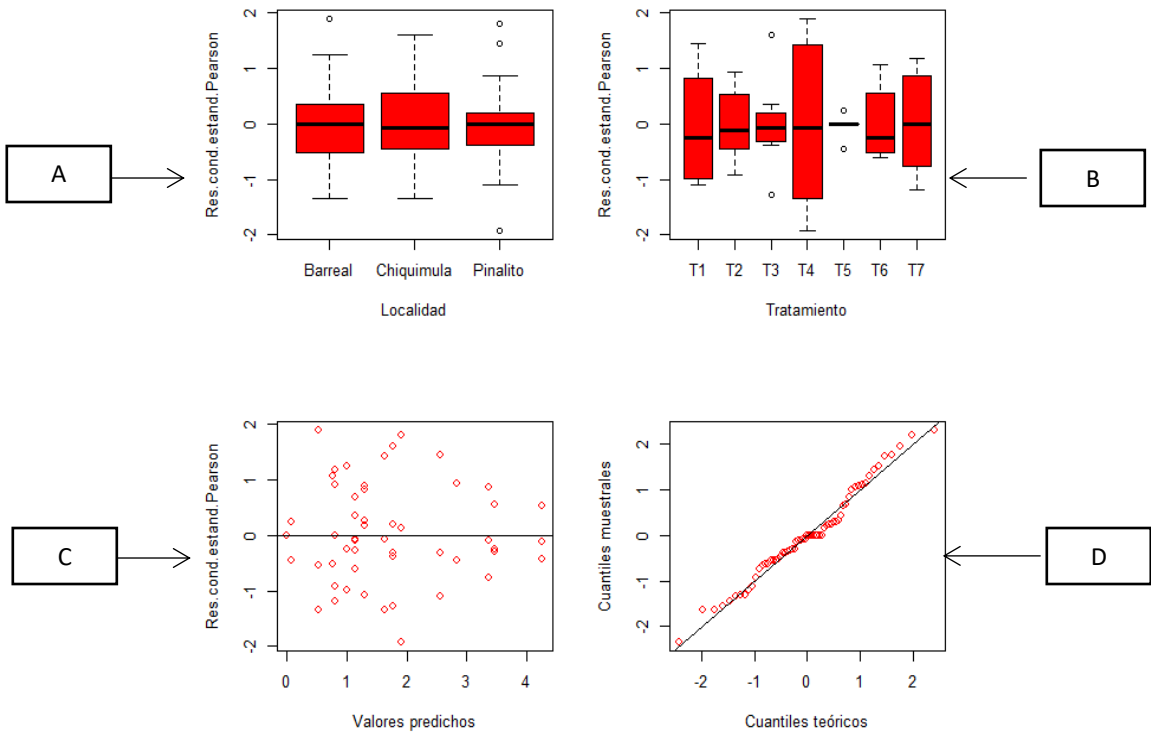 A
Res.cond.estand.Pearson
2
1
0
-1
-2
Barreal Chiquimula Pinalito
Localidad
Res.cond.estand.Pearson
2
1
0
-1
-2
T1 T2 T3 T4 T5 T6 T7
Tratamiento
B
C
Res.cond.estand.Pearson
2
1
0
-1
-2
0 1 2 3 4
Valores predichos
Cuantiles muestrales
2
1
0
-1
-2
-2 -1 0 1 2
Cuantiles teóricos
D